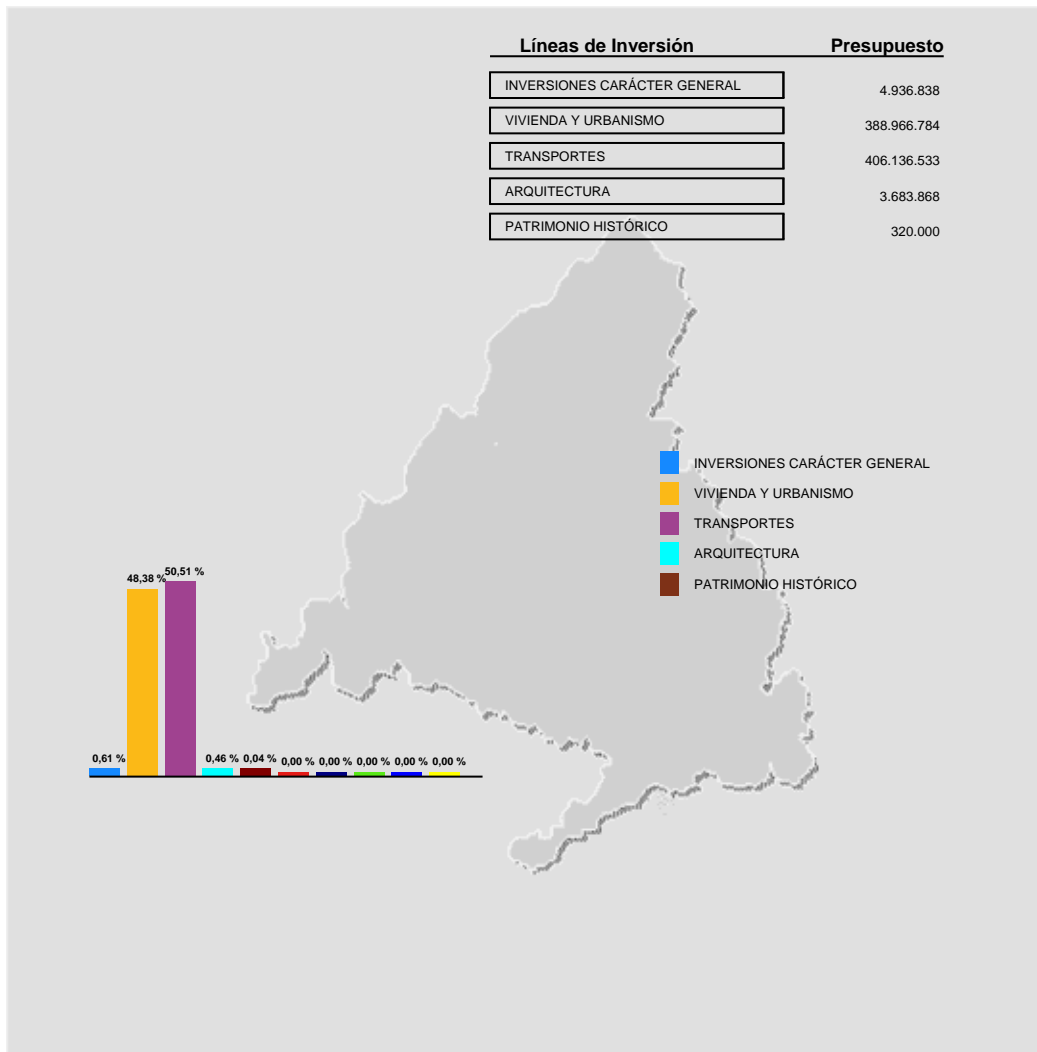 Líneas de Inversión Presupuesto
INVERSIONES CARÁCTER GENERAL 4.936.838
VIVIENDA Y URBANISMO 388.966.784
TRANSPORTES 406.136.533
ARQUITECTURA 3.683.868
PATRIMONIO HISTÓRICO 320.000
INVERSIONES CARÁCTER GENERAL
VIVIENDA Y URBANISMO
TRANSPORTES
ARQUITECTURA
PATRIMONIO HISTÓRICO
48,38 % 50,51 %
0,61 % 0,46 % 0,04 % 0,00 % 0,00 % 0,00 % 0,00 % 0,00 %